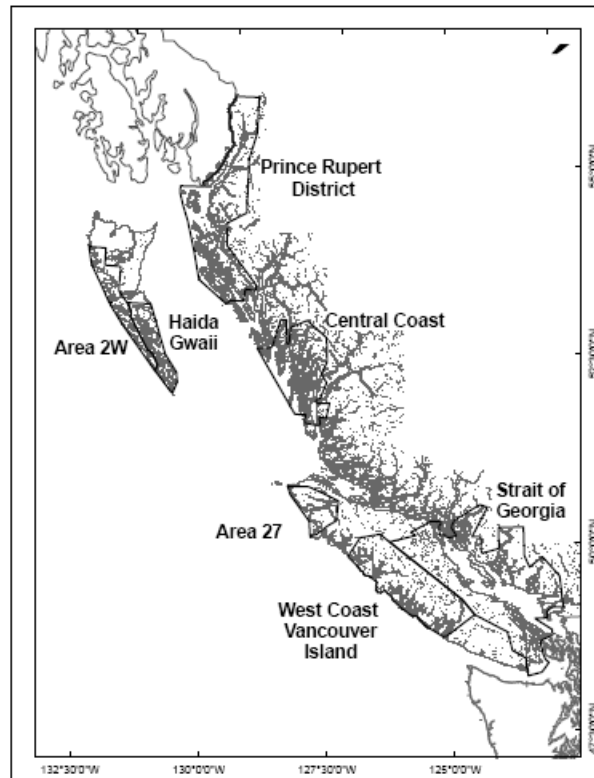 Prince Rupert
District
Haida
Gwaii
Area 2W
Central Coast
Strait of
Georgia
Area 27
West Coast
Vancouver
Island
132°30'0"W
130°0'0"W
127°30'0"W
125°0'0"W